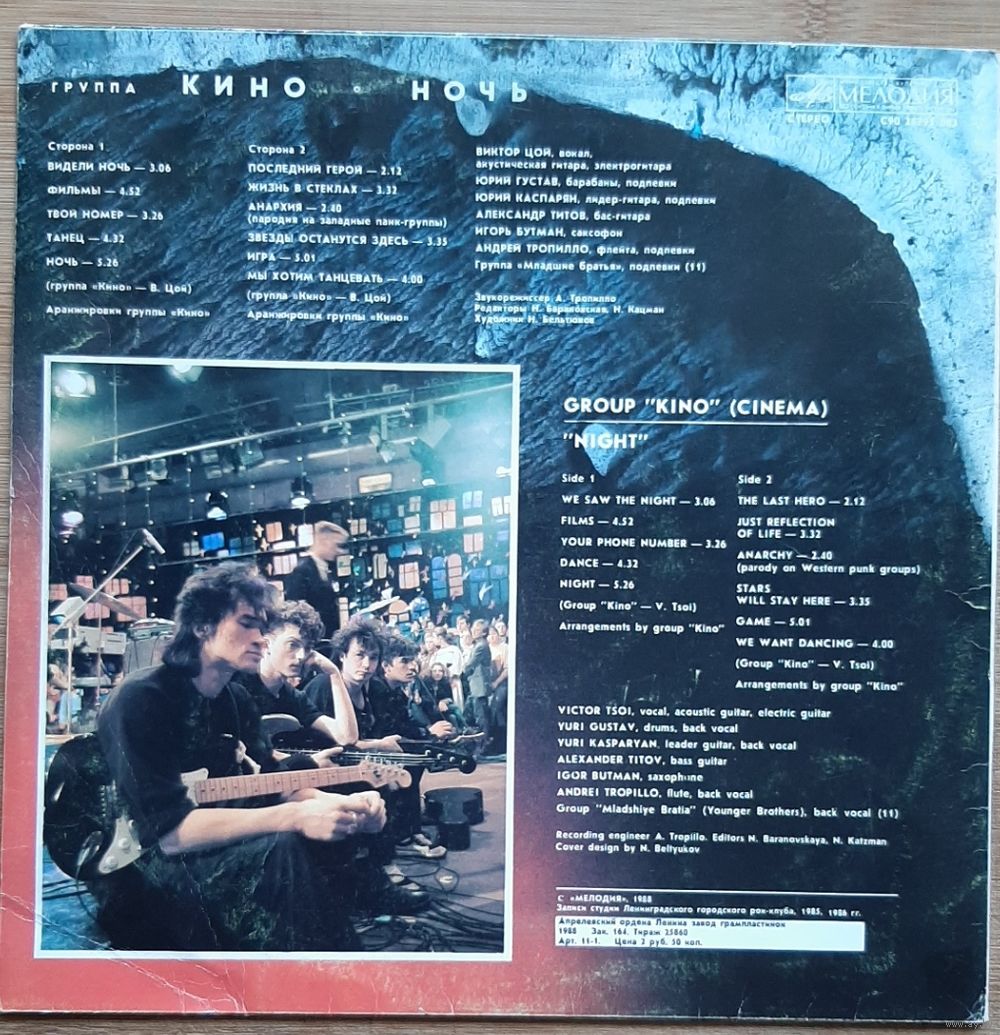 ГРУППА КИНО • НОЧЬ
МЕЛОДИЯ
СТЕРЕО
Сторона 1
ВИДЕЛИ НОЧЬ — 3.06
ФИЛЬМЫ — 4.52
ТВОЙ НОМЕР — 3.26
ТАНЕЦ — 4.32
НОЧЬ — 5.26
(группа «Кино» — В. Цой)
Аранжировки группы «Кино»
Сторона 2
ПОСЛЕДНИЙ ГЕРОЙ — 2.12
ЖИЗНЬ В СТЕКЛАХ — 3.32
АНАРХИЯ — 2.40
(пародия на западные панк-группы)
ЗВЕЗДЫ ОСТАНУТСЯ ЗДЕСЬ — 3.35
ИГРА — 5.01
МЫ ХОТИМ ТАНЦЕВАТЬ — 4.00
(группа «Кино» — В. Цой)
Аранжировки группы «Кино»
ВИКТОР ЦОЙ, вокал,
акустическая гитара, электрогитара
ЮРИЙ ГУСТАВ, барабаны, подпевки
ЮРИЙ КАСПАРЯН, лидер-гитара, подпевки
АЛЕКСАНДР ТИТОВ, бас-гитара
ИГОРЬ БУТМАН, саксофон
АНДРЕЙ ТРОПИЛЛО, флейта, подпевки
Группа «Младшие братья», подпевки (11)
Звукорежиссер А. Тропилло
Редакторы Н. Барановская, Н. Кацман
Художник Н. Бельтюков
GROUP "KINO" (CINEMA)
"NIGHT"
Side 1
WE SAW THE NIGHT — 3.06
FILMS — 4.52
YOUR PHONE NUMBER — 3.26
DANCE — 4.32
NIGHT — 5.26
(Group "Kino" — V. Tsoi)
Arrangements by group "Kino"
Side 2
THE LAST HERO — 2.12
JUST REFLECTION
OF LIFE — 3.32
ANARCHY — 2.40
(parody on Western punk groups)
STARS
WILL STAY HERE — 3.35
GAME — 5.01
WE WANT DANCING — 4.00
(Group "Kino" — V. Tsoi)
Arrangements by group "Kino"
VICTOR TSOI, vocal, acoustic guitar, electric guitar
YURI GUSTAV, drums, back vocal
YURI KASPARYAN, leader guitar, back vocal
ALEXANDER TITOV, bass guitar
IGOR BUTMAN, saxophone
ANDREI TROPILLO, flute, back vocal
Group "Mladshiye Bratia" (Younger Brothers), back vocal (11)
Recording engineer A. Tropillo. Editors N. Baranovskaya, N. Katzman
Cover design by N. Beltyukov
С «МЕЛОДИЯ», 1988
Записи студии Ленинградского городского рок-клуба, 1985, 1986 гг.
Апрелевский ордена Ленина завод грампластинок
1988 Зак. 164. Тираж 25860
Арт. 11-1. Цена 2 руб. 50 коп.